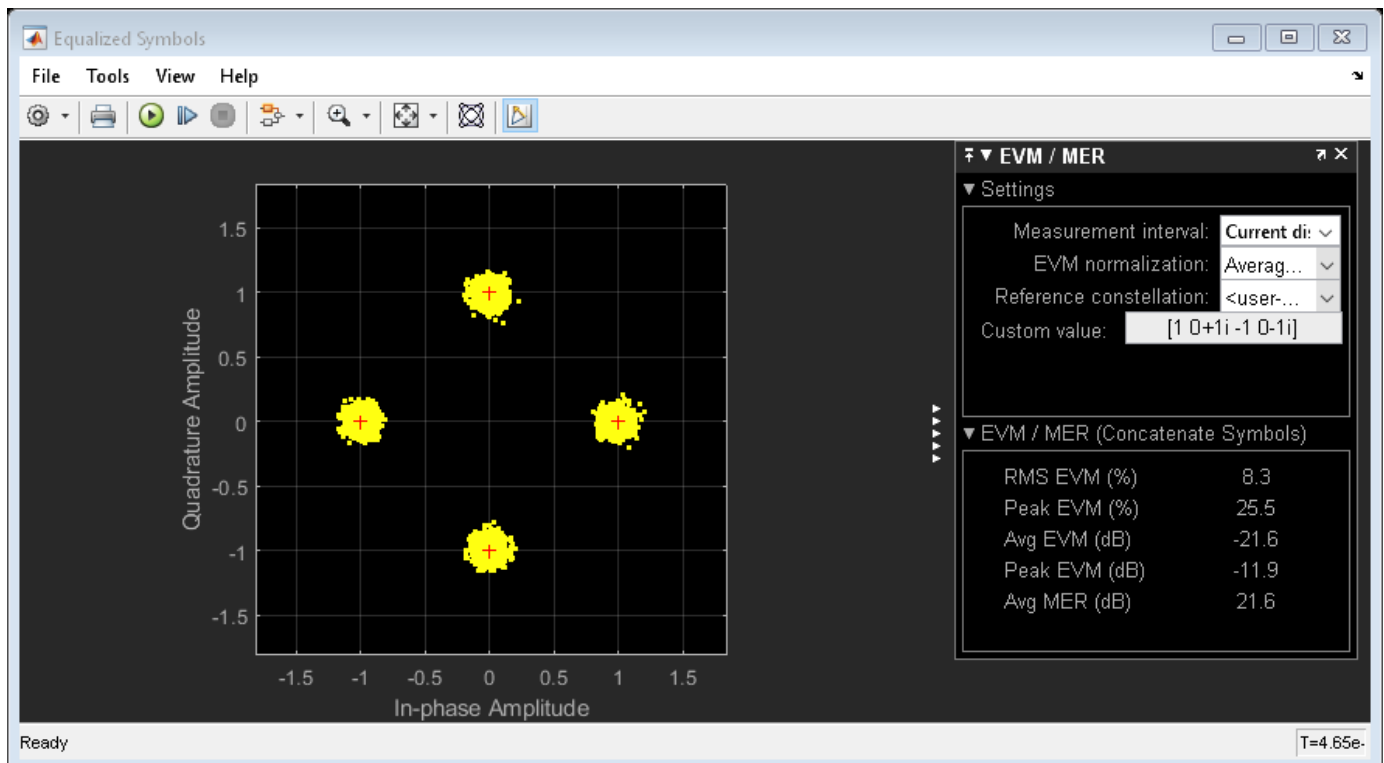 Equalized Symbols
File Tools View Help
EVM / MER
Settings
Measurement interval: Current di:
EVM normalization: Averag...
Reference constellation: <user-...
Custom value: [1 0+1i -1 0-1i]
EVM / MER (Concatenate Symbols)
RMS EVM (%) 8.3
Peak EVM (%) 25.5
Avg EVM (dB) -21.6
Peak EVM (dB) -11.9
Avg MER (dB) 21.6
Quadrature Amplitude
1.5
1
0.5
0
-0.5
-1
-1.5
-1.5 -1 -0.5 0 0.5 1 1.5
In-phase Amplitude
Ready T=4.65e-